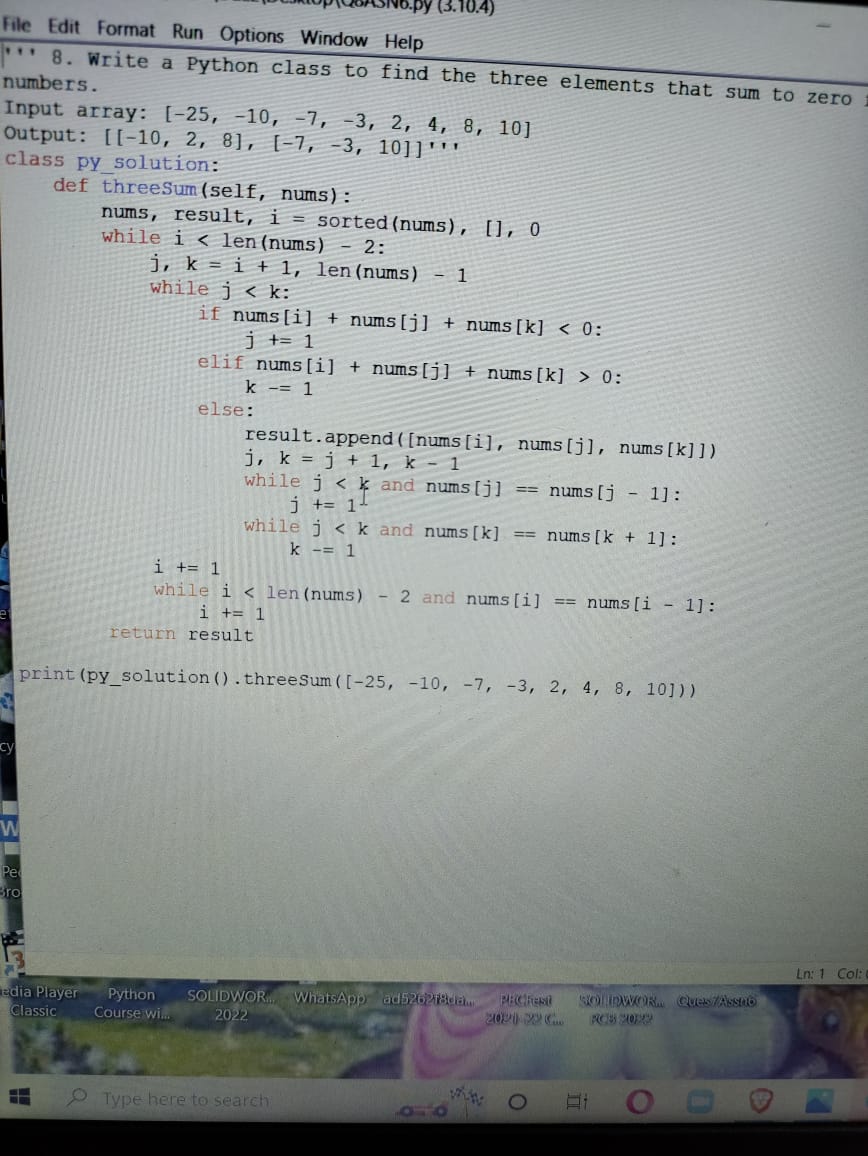 Q8ASN6.py (3.10.4)
File Edit Format Run Options Window Help
''' 8. Write a Python class to find the three elements that sum to zero
numbers.
Input array: [-25, -10, -7, -3, 2, 4, 8, 10]
Output: [[-10, 2, 8], [-7, -3, 10]]'''
class py_solution:
    def threeSum(self, nums):
        nums, result, i = sorted(nums), [], 0
        while i < len(nums) - 2:
            j, k = i + 1, len(nums) - 1
            while j < k:
                if nums[i] + nums[j] + nums[k] < 0:
                    j += 1
                elif nums[i] + nums[j] + nums[k] > 0:
                    k -= 1
                else:
                    result.append([nums[i], nums[j], nums[k]])
                    j, k = j + 1, k - 1
                    while j < k and nums[j] == nums[j - 1]:
                        j += 1
                    while j < k and nums[k] == nums[k + 1]:
                        k -= 1
            i += 1
            while i < len(nums) - 2 and nums[i] == nums[i - 1]:
                i += 1
        return result
print(py_solution().threeSum([-25, -10, -7, -3, 2, 4, 8, 10]))
cy
W
Pe
Bro
3
Ln: 1 Col:
edia Player Python SOLIDWOR... WhatsApp PRCFest SOLIDWOR... Ques7Assn6
Classic Course wi... 2022 2021-22 C... RCB 2022
Type here to search